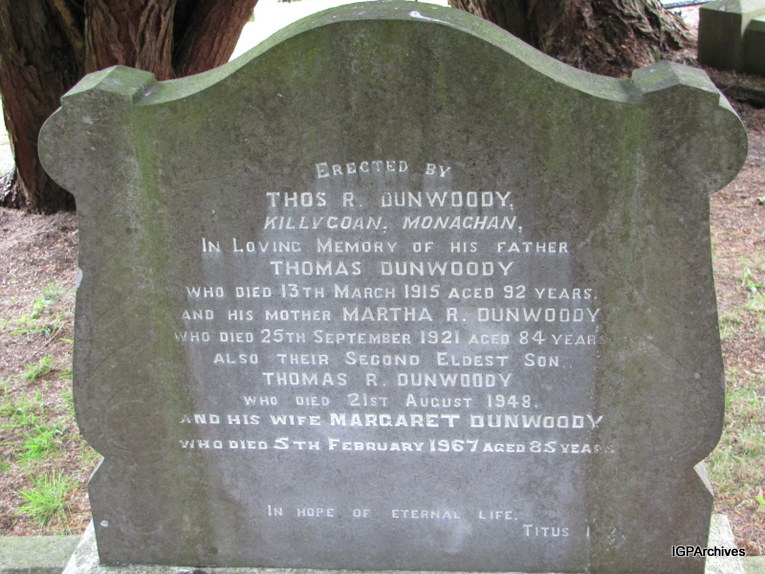 ERECTED BY
THOS R. DUNWOODY,
KILLYGOAN, MONAGHAN,
IN LOVING MEMORY OF HIS FATHER
THOMAS DUNWOODY
WHO DIED 13TH MARCH 1915 AGED 92 YEARS.
AND HIS MOTHER MARTHA R. DUNWOODY
WHO DIED 25TH SEPTEMBER 1921 AGED 84 YEARS
ALSO THEIR SECOND ELDEST SON
THOMAS R. DUNWOODY
WHO DIED 21ST AUGUST 1948.
AND HIS WIFE MARGARET DUNWOODY
WHO DIED 5TH FEBRUARY 1967 AGED 85 YEARS
IN HOPE OF ETERNAL LIFE.
TITUS
IGPArchives